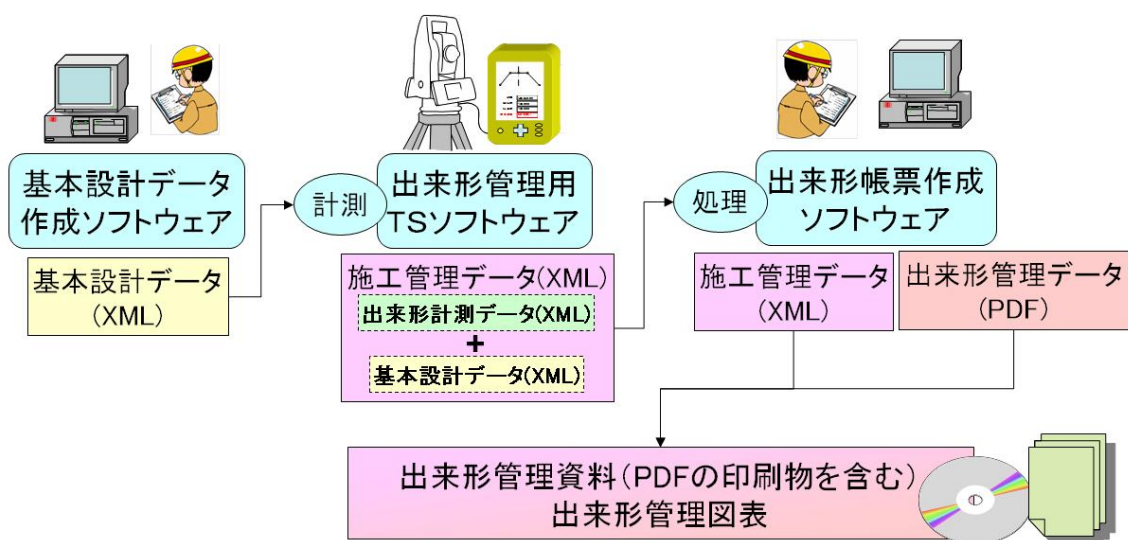 基本設計データ
作成ソフトウェア
基本設計データ
(XML)
計測
出来形管理用
TSソフトウェア
施工管理データ(XML)
出来形計測データ(XML)
+
基本設計データ(XML)
処理
出来形帳票作成
ソフトウェア
施工管理データ
(XML)
出来形管理データ
(PDF)
出来形管理資料(PDFの印刷物を含む)
出来形管理図表